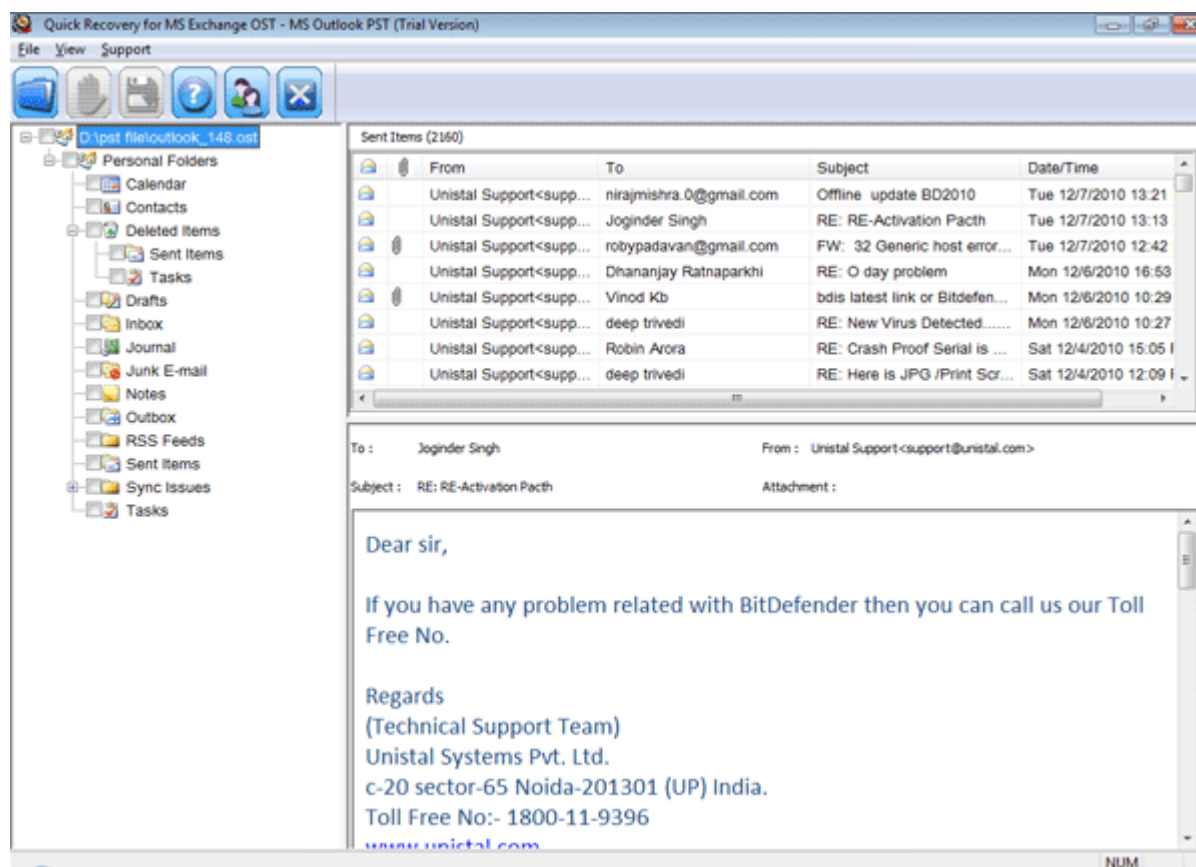 Quick Recovery for MS Exchange OST - MS Outlook PST (Trial Version)
File View Support
D:\pst file\outlook_148.ost
Personal Folders
Calendar
Contacts
Deleted Items
Sent Items
Tasks
Drafts
Inbox
Journal
Junk E-mail
Notes
Outbox
RSS Feeds
Sent Items
Sync Issues
Tasks
Sent Items (2160)
From To Subject Date/Time
Unistal Support<supp... nirajmishra.0@gmail.com Offline update BD2010 Tue 12/7/2010 13:21
Unistal Support<supp... Joginder Singh RE: RE-Activation Pacth Tue 12/7/2010 13:13
Unistal Support<supp... robypadavan@gmail.com FW: 32 Generic host error... Tue 12/7/2010 12:42
Unistal Support<supp... Dhananjay Ratnaparkhi RE: O day problem Mon 12/6/2010 16:53
Unistal Support<supp... Vinod Kb bdis latest link or Bitdefen... Mon 12/6/2010 10:29
Unistal Support<supp... deep trivedi RE: New Virus Detected...... Mon 12/6/2010 10:27
Unistal Support<supp... Robin Arora RE: Crash Proof Serial is ... Sat 12/4/2010 15:05
Unistal Support<supp... deep trivedi RE: Here is JPG /Print Scr... Sat 12/4/2010 12:09
To : Joginder Singh From : Unistal Support<support@unistal.com>
Subject : RE: RE-Activation Pacth Attachment :
Dear sir,
If you have any problem related with BitDefender then you can call us our Toll
Free No.
Regards
(Technical Support Team)
Unistal Systems Pvt. Ltd.
c-20 sector-65 Noida-201301 (UP) India.
Toll Free No:- 1800-11-9396
www.unistal.com
NUM